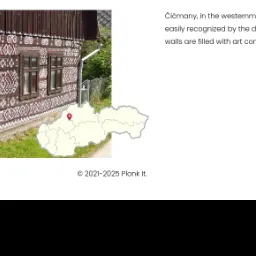 Čičmany, in the westernm
easily recognized by the d
walls are filled with art con
© 2021-2025 Plonk It.